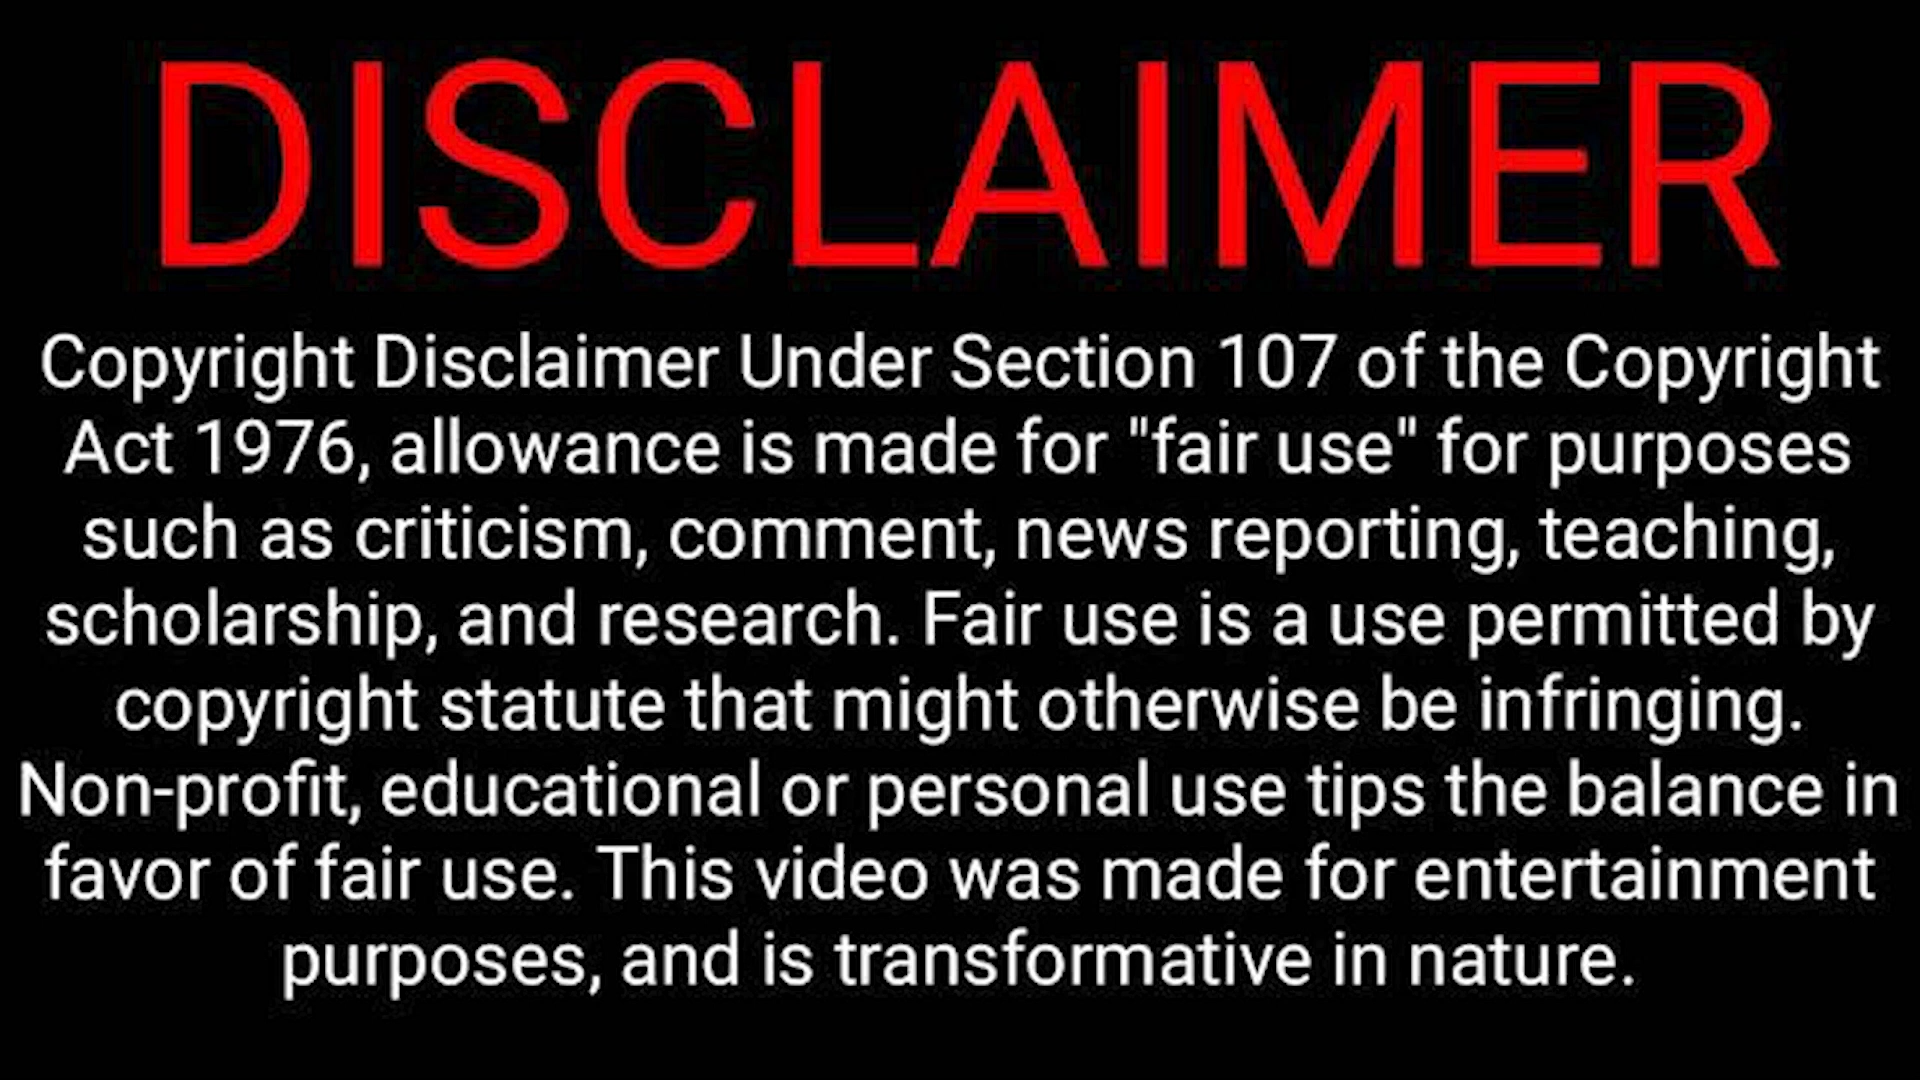 DISCLAIMER
Copyright Disclaimer Under Section 107 of the Copyright
Act 1976, allowance is made for "fair use" for purposes
such as criticism, comment, news reporting, teaching,
scholarship, and research. Fair use is a use permitted by
copyright statute that might otherwise be infringing.
Non-profit, educational or personal use tips the balance in
favor of fair use. This video was made for entertainment
purposes, and is transformative in nature.